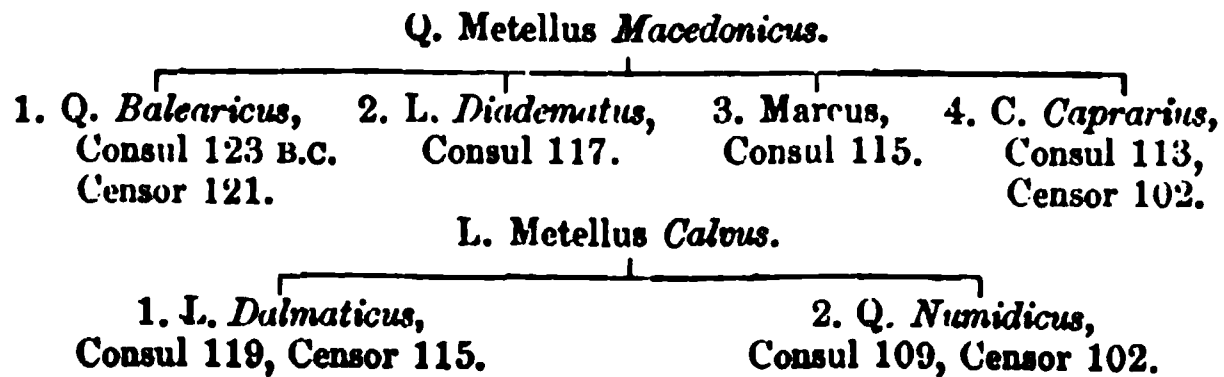 Q. Metellus Macedonicus.
1. Q. Balearicus, 2. L. Diadematus, 3. Marcus, 4. C. Caprarius,
Consul 123 B.C. Consul 117. Consul 115. Consul 113,
Censor 121. Censor 102.
L. Metellus Calvus.
1. L. Dalmaticus, 2. Q. Numidicus,
Consul 119, Censor 115. Consul 109, Censor 102.